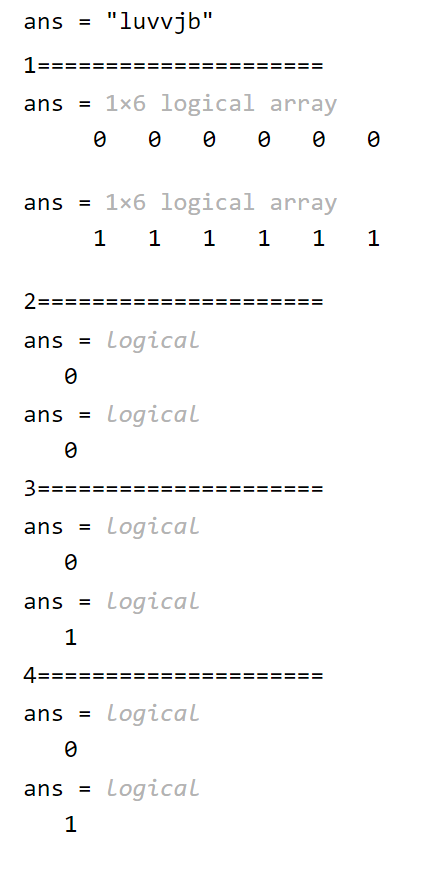 ans = "luvvjb"
1=====================
ans = 1×6 logical array
0 0 0 0 0 0
ans = 1×6 logical array
1 1 1 1 1 1
2=====================
ans = logical
0
ans = logical
0
3=====================
ans = logical
0
ans = logical
1
4=====================
ans = logical
0
ans = logical
1